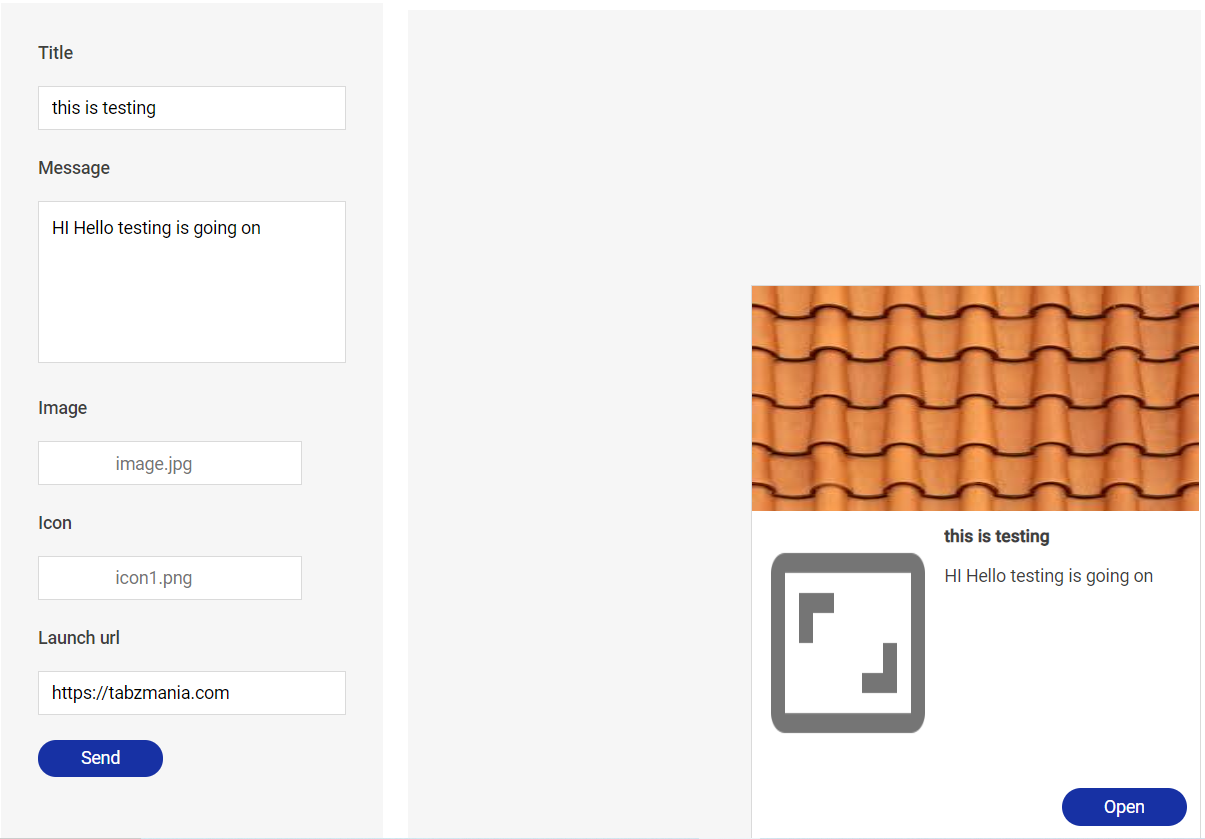 Title
this is testing
Message
HI Hello testing is going on
Image
image.jpg
Icon
icon1.png
Launch url
https://tabzmania.com
Send
this is testing
HI Hello testing is going on
Open